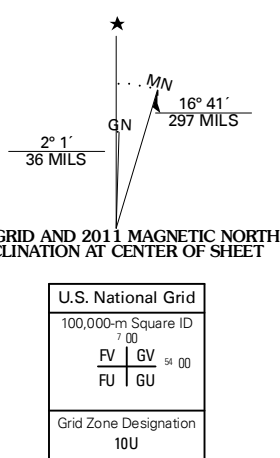 ★
MN
16° 41´
297 MILS
GN
2° 1´
36 MILS
GRID AND 2011 MAGNETIC NORTH
CLINATION AT CENTER OF SHEET
U.S. National Grid
100,000-m Square ID
7 00
FV GV 54 00
FU GU
Grid Zone Designation
10U